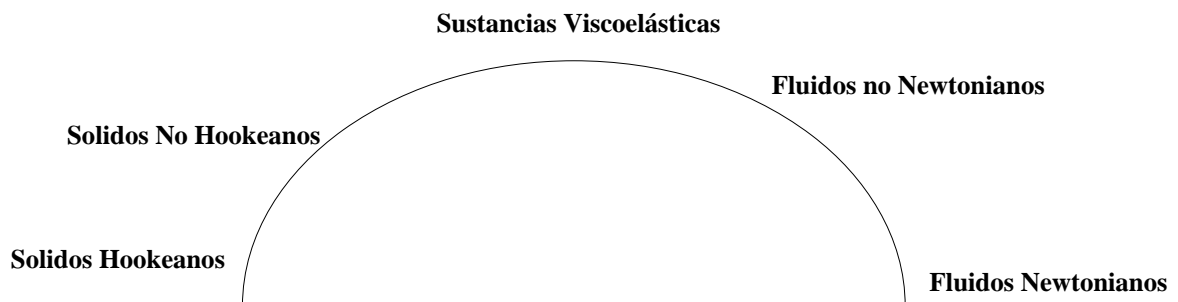 Sustancias Viscoelásticas
Fluidos no Newtonianos
Solidos No Hookeanos
Solidos Hookeanos
Fluidos Newtonianos